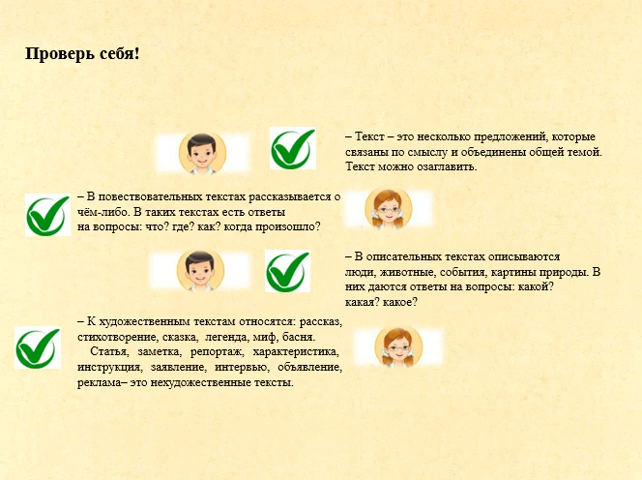 Проверь себя!
– Текст – это несколько предложений, которые
связаны по смыслу и объединены общей темой.
Текст можно озаглавить.
– В повествовательных текстах рассказывается о
чём-либо. В таких текстах есть ответы
на вопросы: что? где? как? когда произошло?
– В описательных текстах описываются
люди, животные, события, картины природы. В
них даются ответы на вопросы: какой?
какая? какое?
– К художественным текстам относятся: рассказ,
стихотворение, сказка, легенда, миф, басня.
Статья, заметка, репортаж, характеристика,
инструкция, заявление, интервью, объявление,
реклама– это нехудожественные тексты.